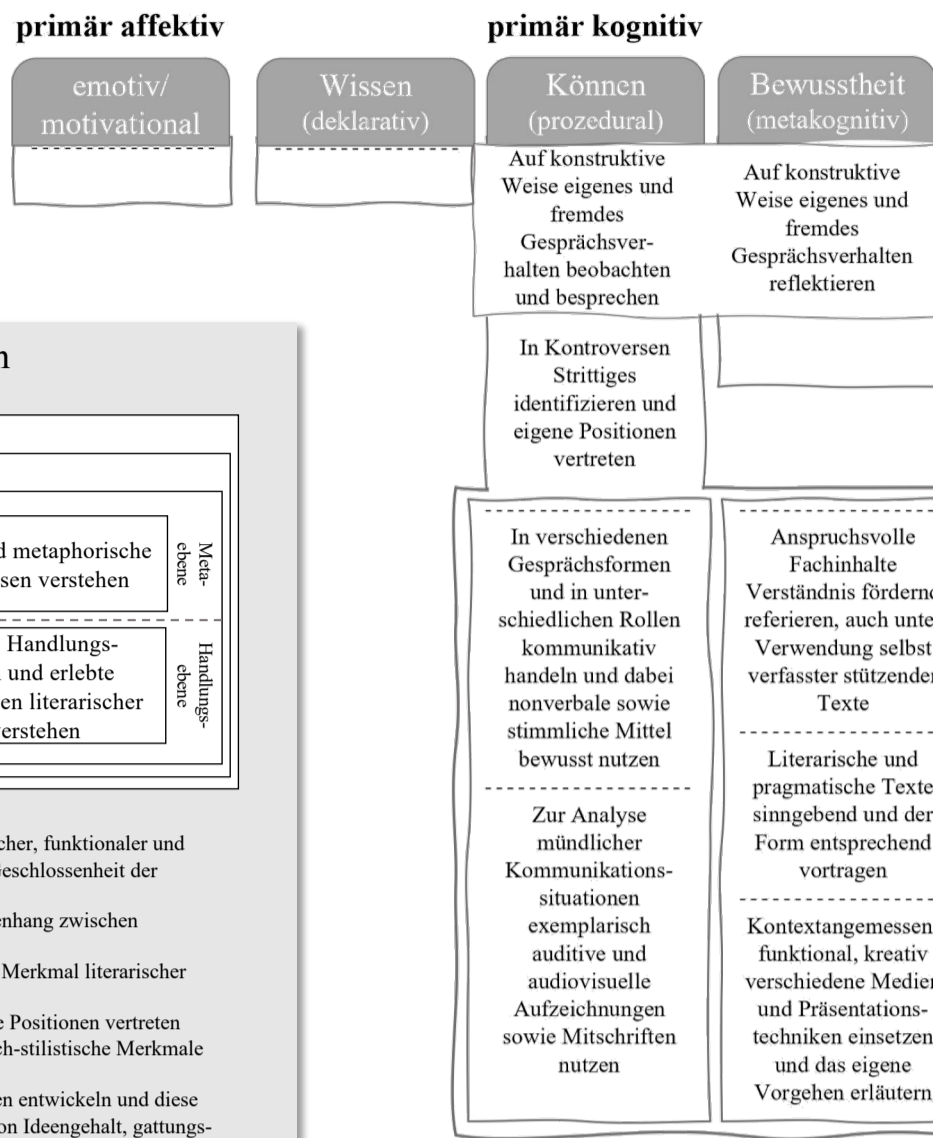 primär affektiv
primär kognitiv
emotiv/
motivational
Wissen
(deklarativ)
Können
(prozedural)
Bewusstheit
(metakognitiv)
Auf konstruktive
Weise eigenes und
fremdes
Gesprächsver-
halten beobachten
und besprechen
Auf konstruktive
Weise eigenes und
fremdes
Gesprächsverhalten
reflektieren
In Kontroversen
Strittiges
identifizieren und
eigene Positionen
vertreten
In verschiedenen
Gesprächsformen
und in unter-
schiedlichen Rollen
kommunikativ
handeln und dabei
nonverbale sowie
stimmliche Mittel
bewusst nutzen
Zur Analyse
mündlicher
Kommunikations-
situationen
exemplarisch
auditive und
audiovisuelle
Aufzeichnungen
sowie Mitschriften
nutzen
Anspruchsvolle
Fachinhalte
Verständnis fördernd
referieren, auch unte
Verwendung selbst
verfasster stützender
Texte
Literarische und
pragmatische Texte
sinngebend und der
Form entsprechend
vortragen
Kontextangemessen
funktional, kreativ
verschiedene Medien
und Präsentations-
techniken einsetzen
und das eigene
Vorgehen erläutern
n
d metaphorische
sen verstehen
Meta-
ebene
Handlungs-
und erlebte
en literarischer
erstehen
Handlungs-
ebene
cher, funktionaler und
eschlossenheit der
enhang zwischen
Merkmal literarischer
e Positionen vertreten
ch-stilistische Merkmale
en entwickeln und diese
on Ideengehalt, gattungs-